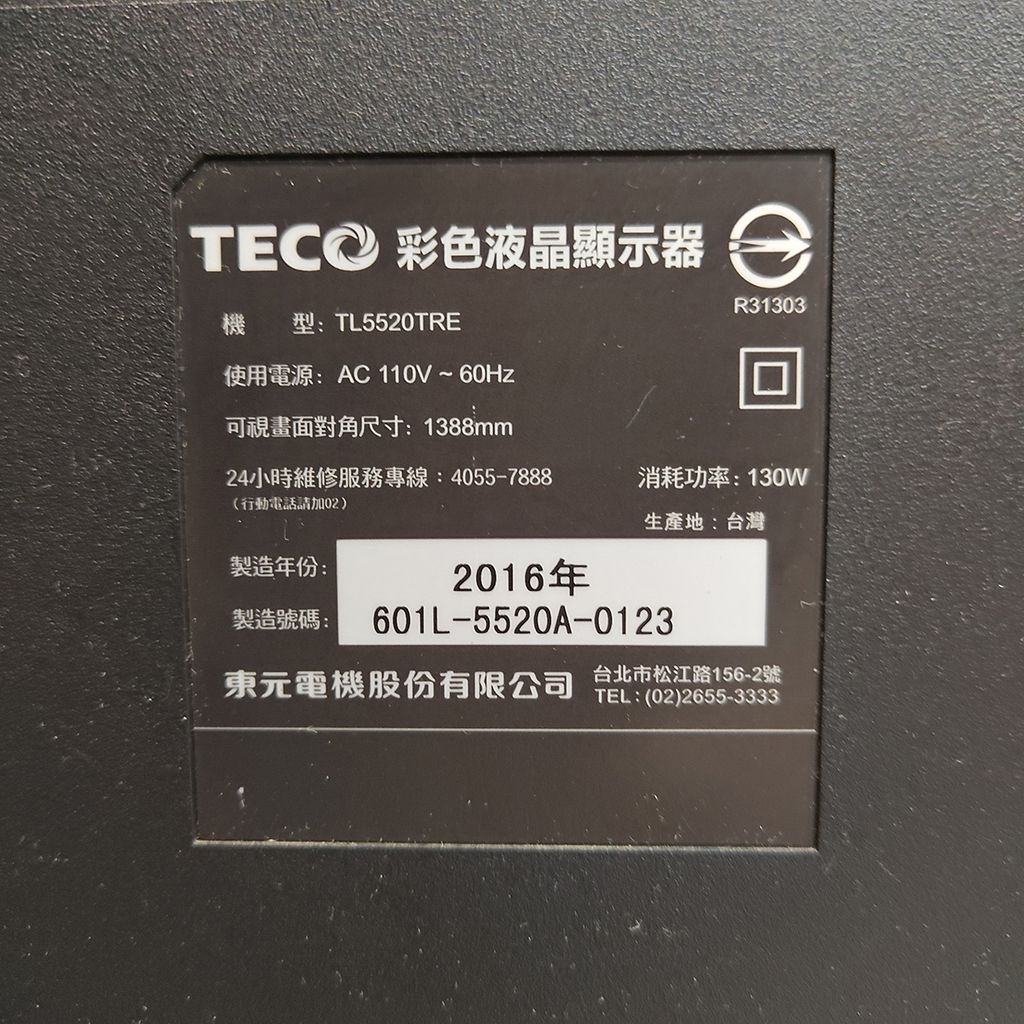 TECO 彩色液晶顯示器
R31303
機 型: TL5520TRE
使用電源: AC 110V ~ 60Hz
可視畫面對角尺寸: 1388mm
24小時維修服務專線：4055-7888
消耗功率: 130W
（行動電話請加02）
生產地：台灣
製造年份: 2016年
製造號碼: 601L-5520A-0123
東元電機股份有限公司
台北市松江路156-2號
TEL:(02)2655-3333